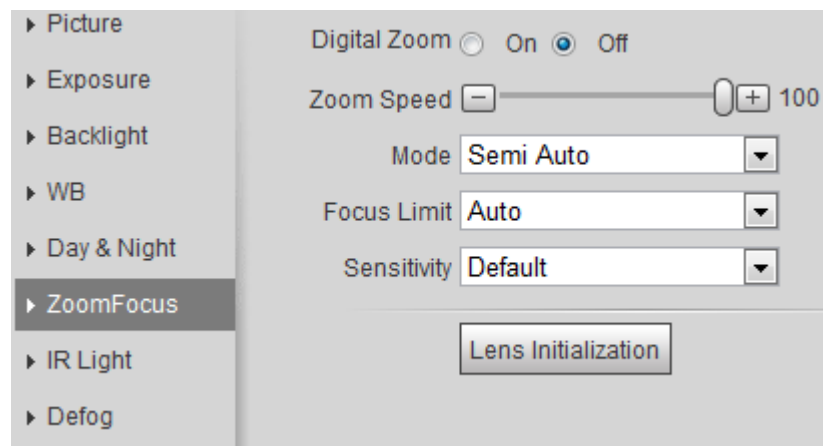 Picture
Exposure
Backlight
WB
Day & Night
ZoomFocus
IR Light
Defog
Digital Zoom On Off
Zoom Speed 100
Mode Semi Auto
Focus Limit Auto
Sensitivity Default
Lens Initialization